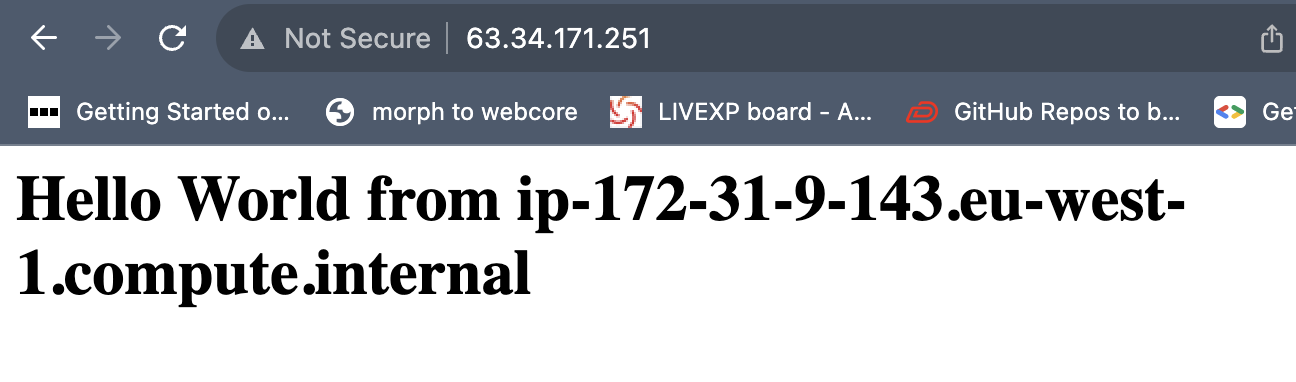 Not Secure 63.34.171.251
Getting Started o... morph to webcore LIVEXP board - A... GitHub Repos to b... Get
Hello World from ip-172-31-9-143.eu-west-
1.compute.internal